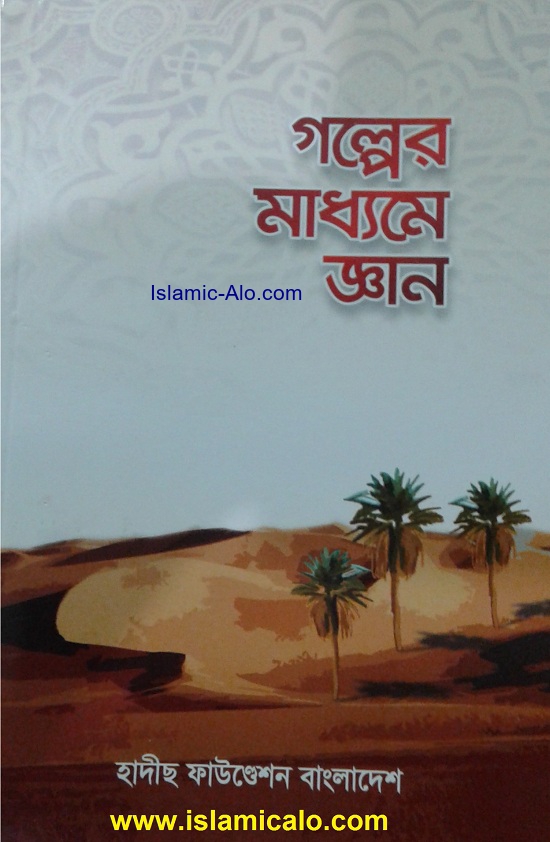 গল্পের
মাধ্যমে
জ্ঞান
Islamic-Alo.com
হাদীছ ফাউণ্ডেশন বাংলাদেশ
www.islamicalo.com